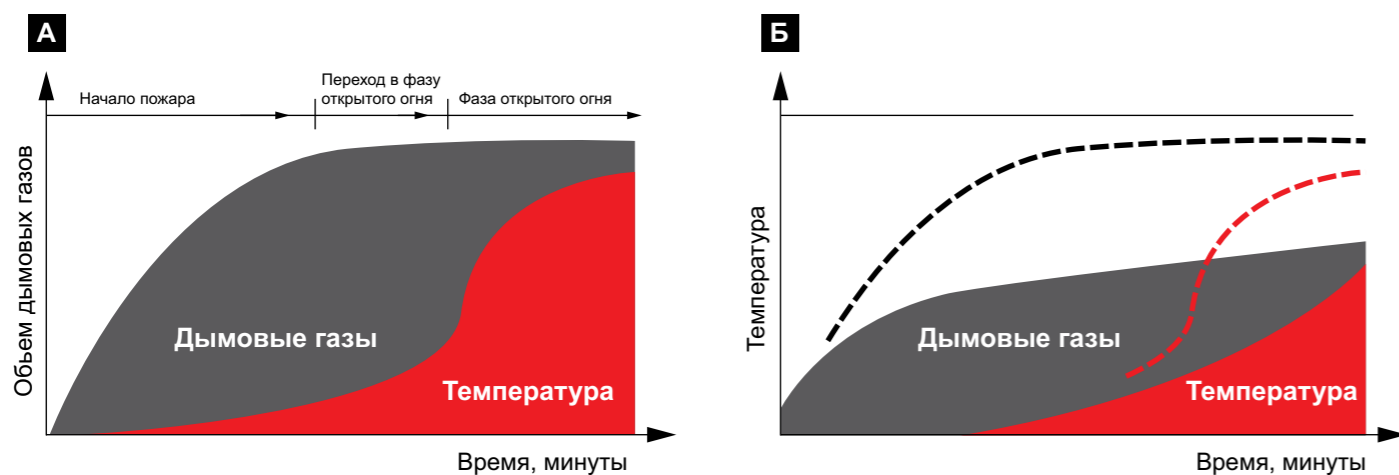 А
Начало пожара
Переход в фазу
открытого огня
Фаза открытого огня
Обьем дымовых газов
Дымовые газы
Температура
Время, минуты
Б
Температура
Дымовые газы
Температура
Время, минуты